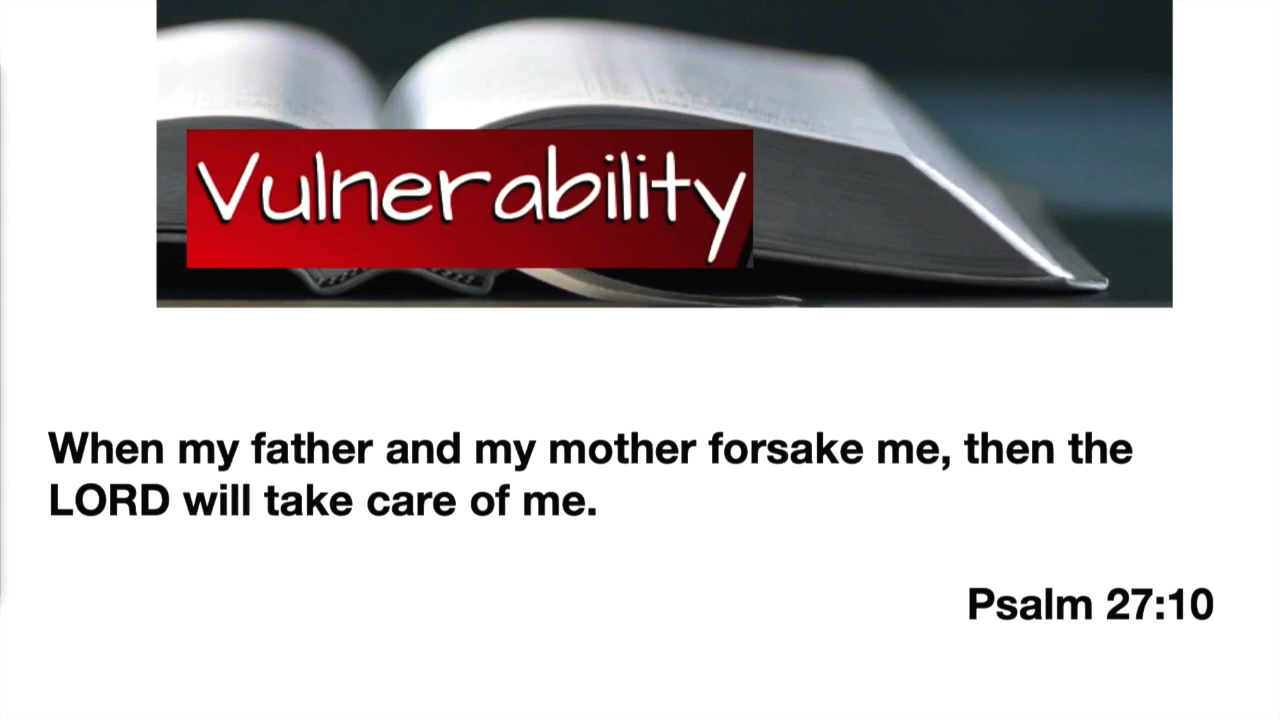 Vulnerability
When my father and my mother forsake me, then the
LORD will take care of me.
Psalm 27:10